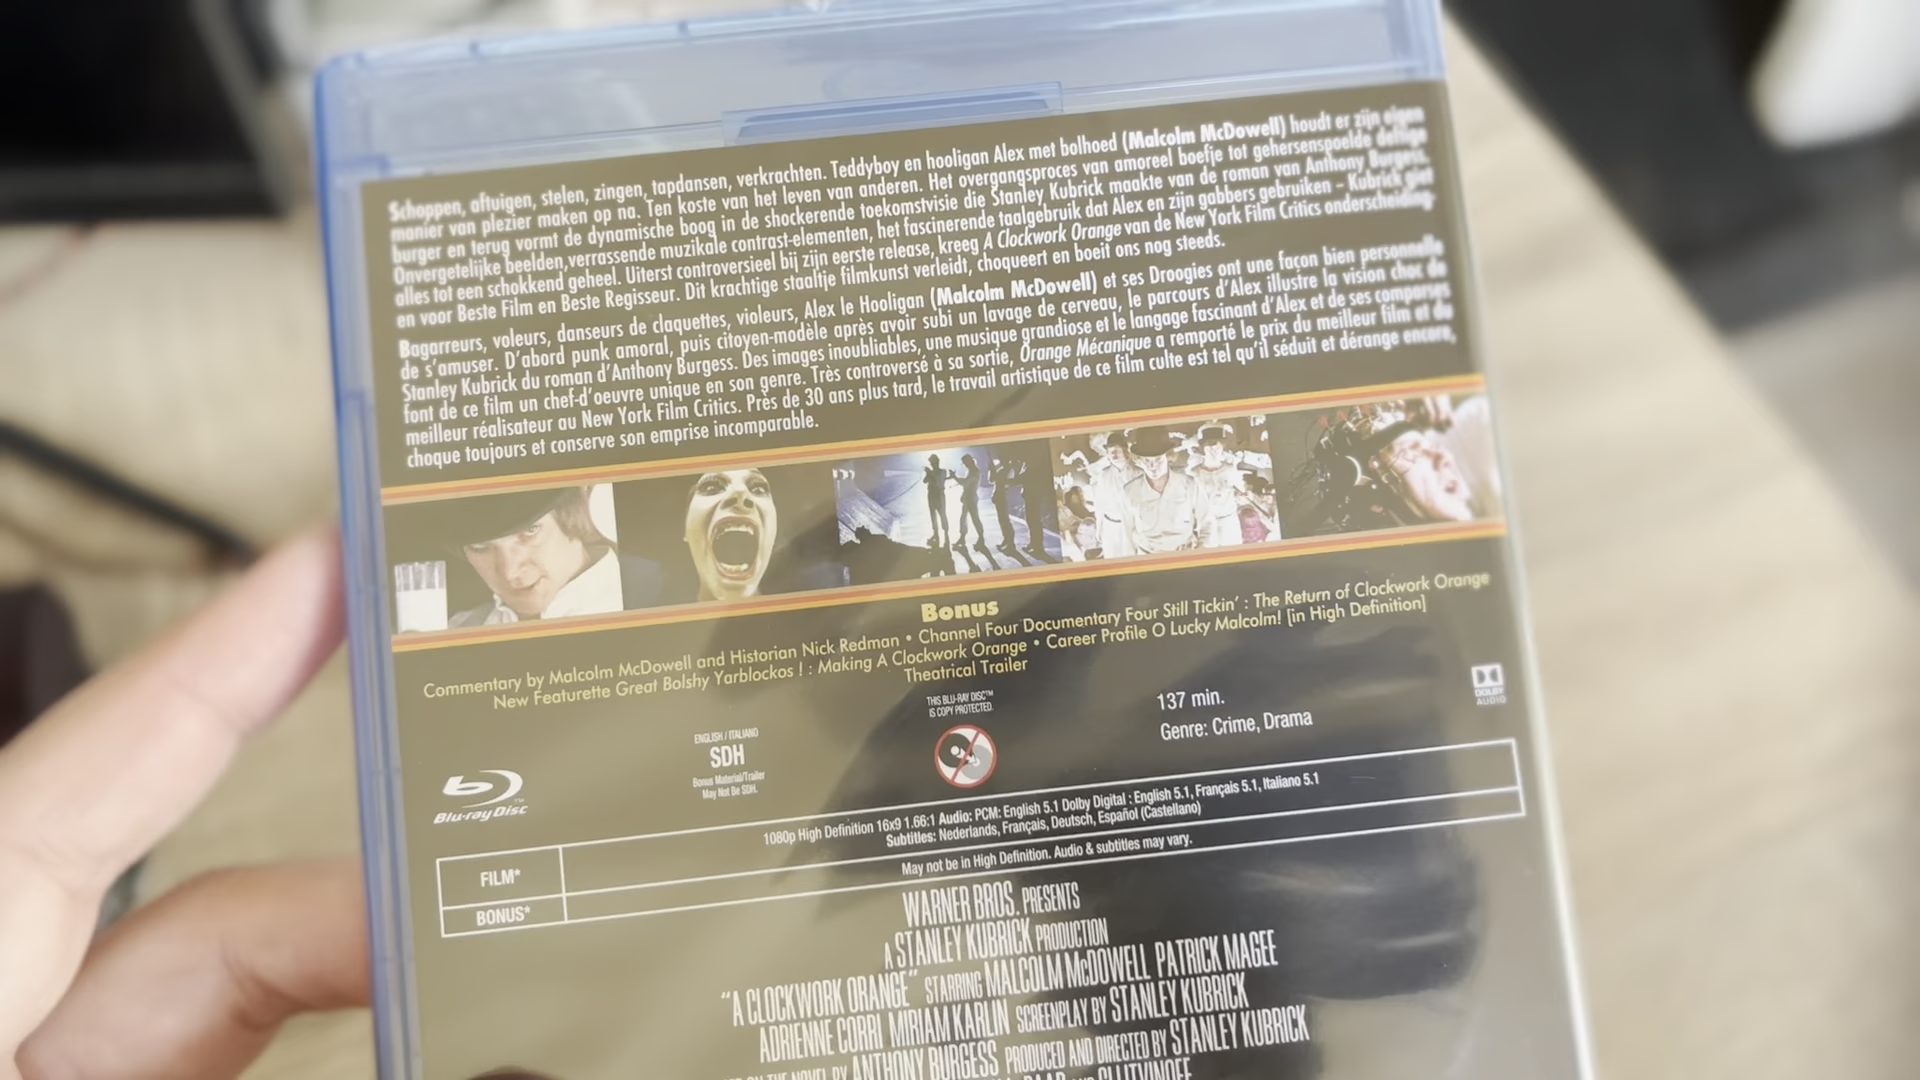 Schoppen, aftuigen, stelen, zingen, tapdansen, verkrachten. Teddyboy en hooligan Alex met bolhoed (Malcolm McDowell) houdt er zijn eigen
manier van plezier maken op na. Ten koste van het leven van anderen. Het overgangsproces van amoreel boefje tot gehersenspoelde deftige
burger en terug vormt de dynamische boog in de shockerende toekomstvisie die Stanley Kubrick maakte van de roman van Anthony Burgess.
Onvergetelijke beelden,verrassende muzikale contrast-elementen, het fascinerende taalgebruik dat Alex en zijn gabbers gebruiken – Kubrick giet
alles tot een schokkend geheel. Uiterst controversieel bij zijn eerste release, kreeg A Clockwork Orange van de New York Film Critics onderscheiding-
en voor Beste Film en Beste Regisseur. Dit krachtige staaltje filmkunst verleidt, choqueert en boeit ons nog steeds.
Bagarreurs, voleurs, danseurs de claquettes, violeurs, Alex le Hooligan (Malcolm McDowell) et ses Droogies ont une façon bien personnelle
de s'amuser. D'abord punk amoral, puis citoyen-modèle après avoir subi un lavage de cerveau, le parcours d'Alex illustre la vision choc de
Stanley Kubrick du roman d'Anthony Burgess. Des images inoubliables, une musique grandiose et le langage fascinant d'Alex et de ses comparses
font de ce film un chef-d'oeuvre unique en son genre. Très controversé à sa sortie, Orange Mécanique a remporté le prix du meilleur film et du
meilleur réalisateur au New York Film Critics. Près de 30 ans plus tard, le travail artistique de ce film culte est tel qu'il séduit et dérange encore,
choque toujours et conserve son emprise incomparable.
Bonus
Commentary by Malcolm McDowell and Historian Nick Redman • Channel Four Documentary Four Still Tickin' : The Return of Clockwork Orange
New Featurette Great Bolshy Yarblockos ! : Making A Clockwork Orange • Career Profile O Lucky Malcolm! [in High Definition]
Theatrical Trailer
Blu-ray Disc™
ENGLISH / ITALIANO
SDH
Bonus Material/Trailer
May Not Be SDH.
THIS BLU-RAY DISC™
IS COPY PROTECTED.
137 min.
Genre: Crime, Drama
DOLBY
AUDIO
FILM*
1080p High Definition 16x9 1.66:1 Audio: PCM: English 5.1 Dolby Digital : English 5.1, Français 5.1, Italiano 5.1
Subtitles: Nederlands, Français, Deutsch, Español (Castellano)
BONUS*
May not be in High Definition. Audio & subtitles may vary.
WARNER BROS. PRESENTS
A STANLEY KUBRICK PRODUCTION
"A CLOCKWORK ORANGE" STARRING MALCOLM McDOWELL PATRICK MAGEE
ADRIENNE CORRI MIRIAM KARLIN SCREENPLAY BY STANLEY KUBRICK
ON THE NOVEL BY ANTHONY BURGESS PRODUCED AND DIRECTED BY STANLEY KUBRICK